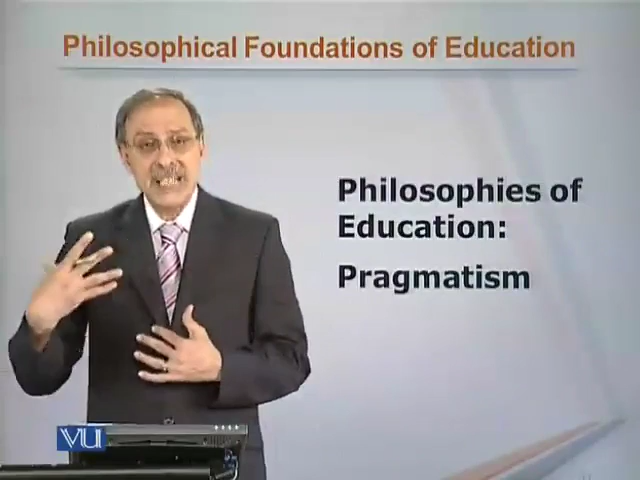 Philosophical Foundations of Education
Philosophies of
Education:
Pragmatism
VU